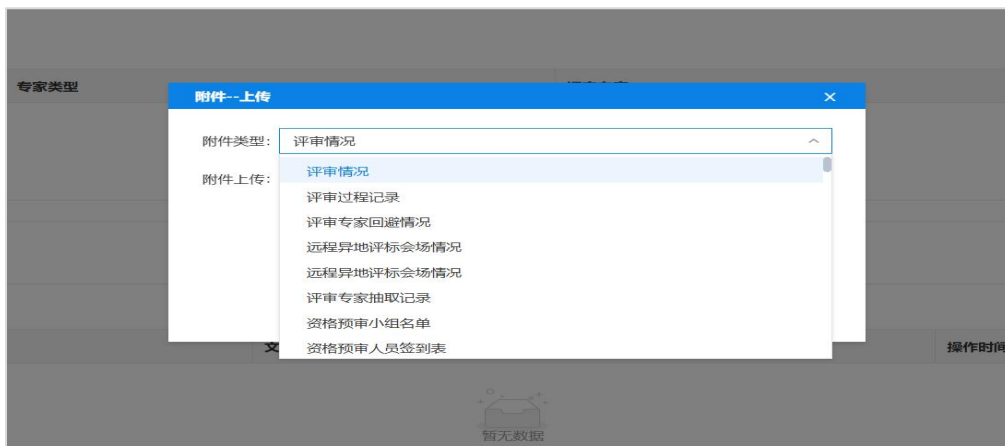 专家类型
附件--上传
附件类型:
评审情况
附件上传:
评审情况
评审过程记录
评审专家回避情况
远程异地评标会场情况
远程异地评标会场情况
评审专家抽取记录
资格预审小组名单
资格预审人员签到表
文
操作时间
暂无数据